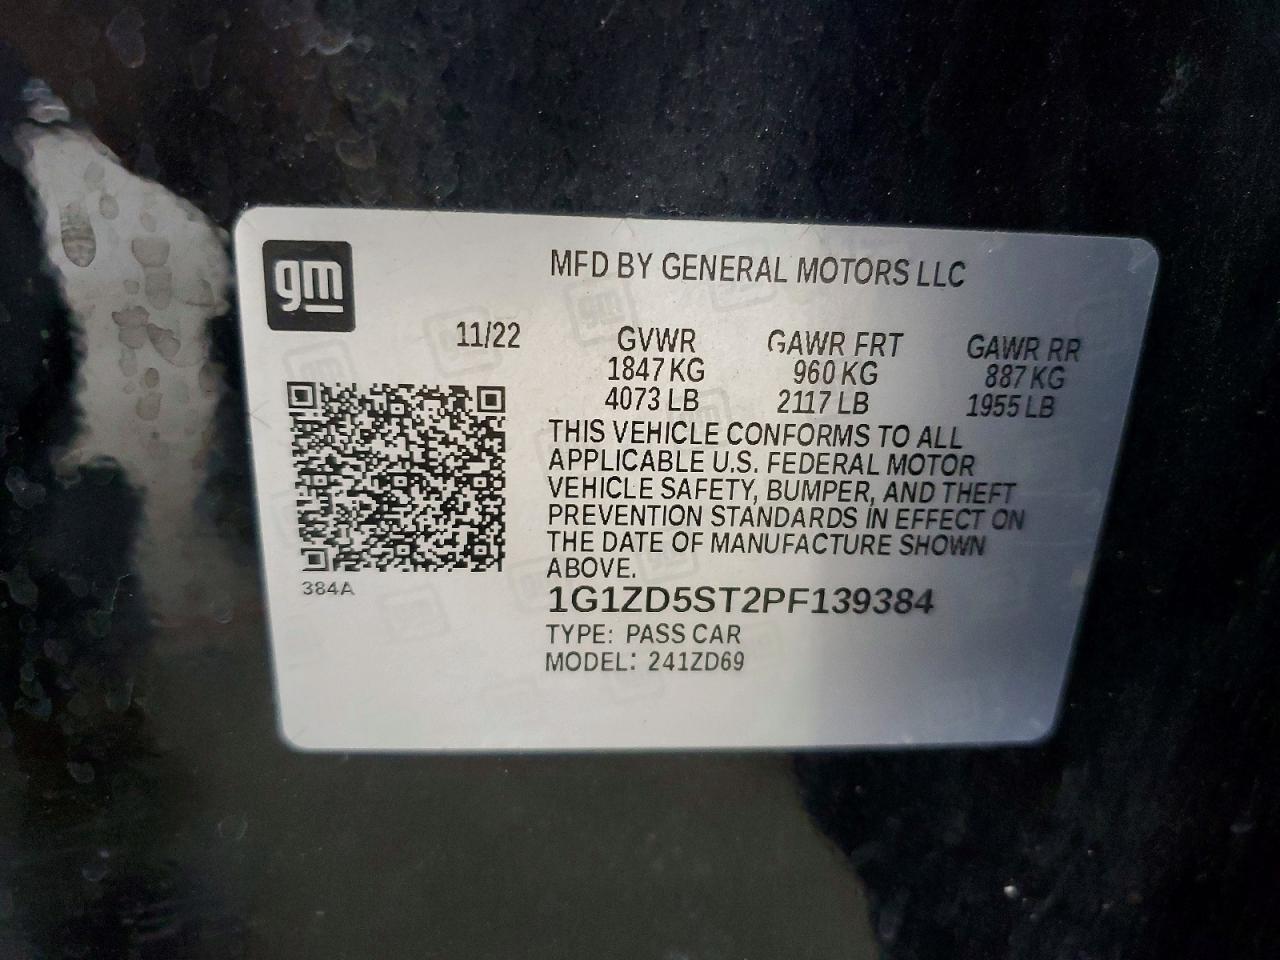 gm
MFD BY GENERAL MOTORS LLC
11/22 GVWR GAWR FRT GAWR RR
1847 KG 960 KG 887 KG
4073 LB 2117 LB 1955 LB
THIS VEHICLE CONFORMS TO ALL
APPLICABLE U.S. FEDERAL MOTOR
VEHICLE SAFETY, BUMPER, AND THEFT
PREVENTION STANDARDS IN EFFECT ON
THE DATE OF MANUFACTURE SHOWN
ABOVE.
384A
1G1ZD5ST2PF139384
TYPE: PASS CAR
MODEL: 241ZD69